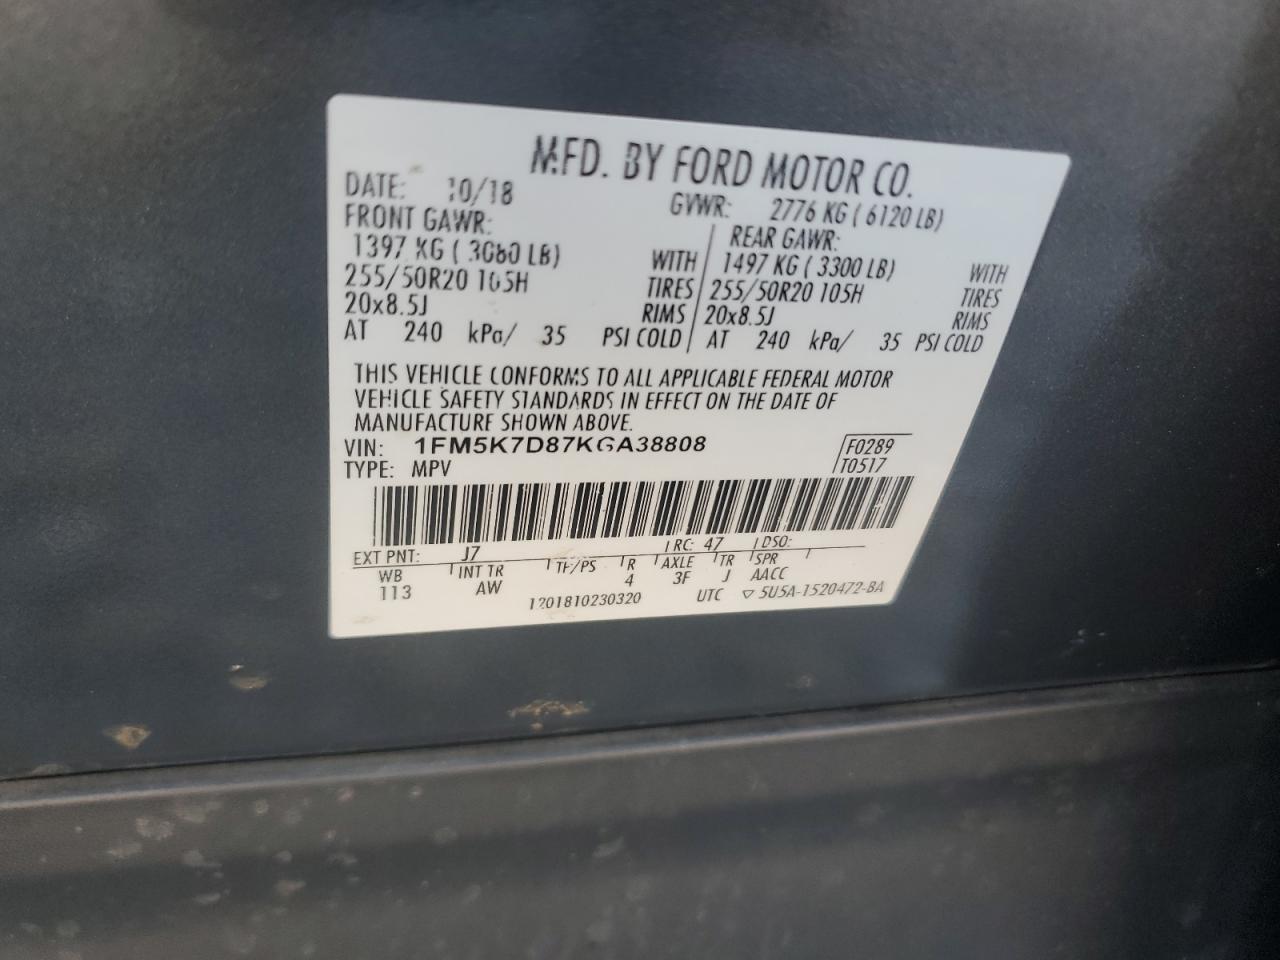 MFD. BY FORD MOTOR CO.
DATE: 10/18 GVWR: 2776 KG ( 6120 LB)
FRONT GAWR: REAR GAWR:
1397 KG ( 3080 LB) WITH 1497 KG ( 3300 LB) WITH
255/50R20 105H TIRES 255/50R20 105H TIRES
20x8.5J RIMS 20x8.5J RIMS
AT 240 kPa/ 35 PSI COLD AT 240 kPa/ 35 PSI COLD
THIS VEHICLE CONFORMS TO ALL APPLICABLE FEDERAL MOTOR
VEHICLE SAFETY STANDARDS IN EFFECT ON THE DATE OF
MANUFACTURE SHOWN ABOVE.
VIN: 1FM5K7D87KGA38808 F0289
TYPE: MPV T0517
EXT PNT: J7 RC: 47 DSO:
WB INT TR TP/PS R AXLE TR SPR
113 AW 4 3F J AACC
1201810230320 UTC ▽ 5U5A-1520472-BA